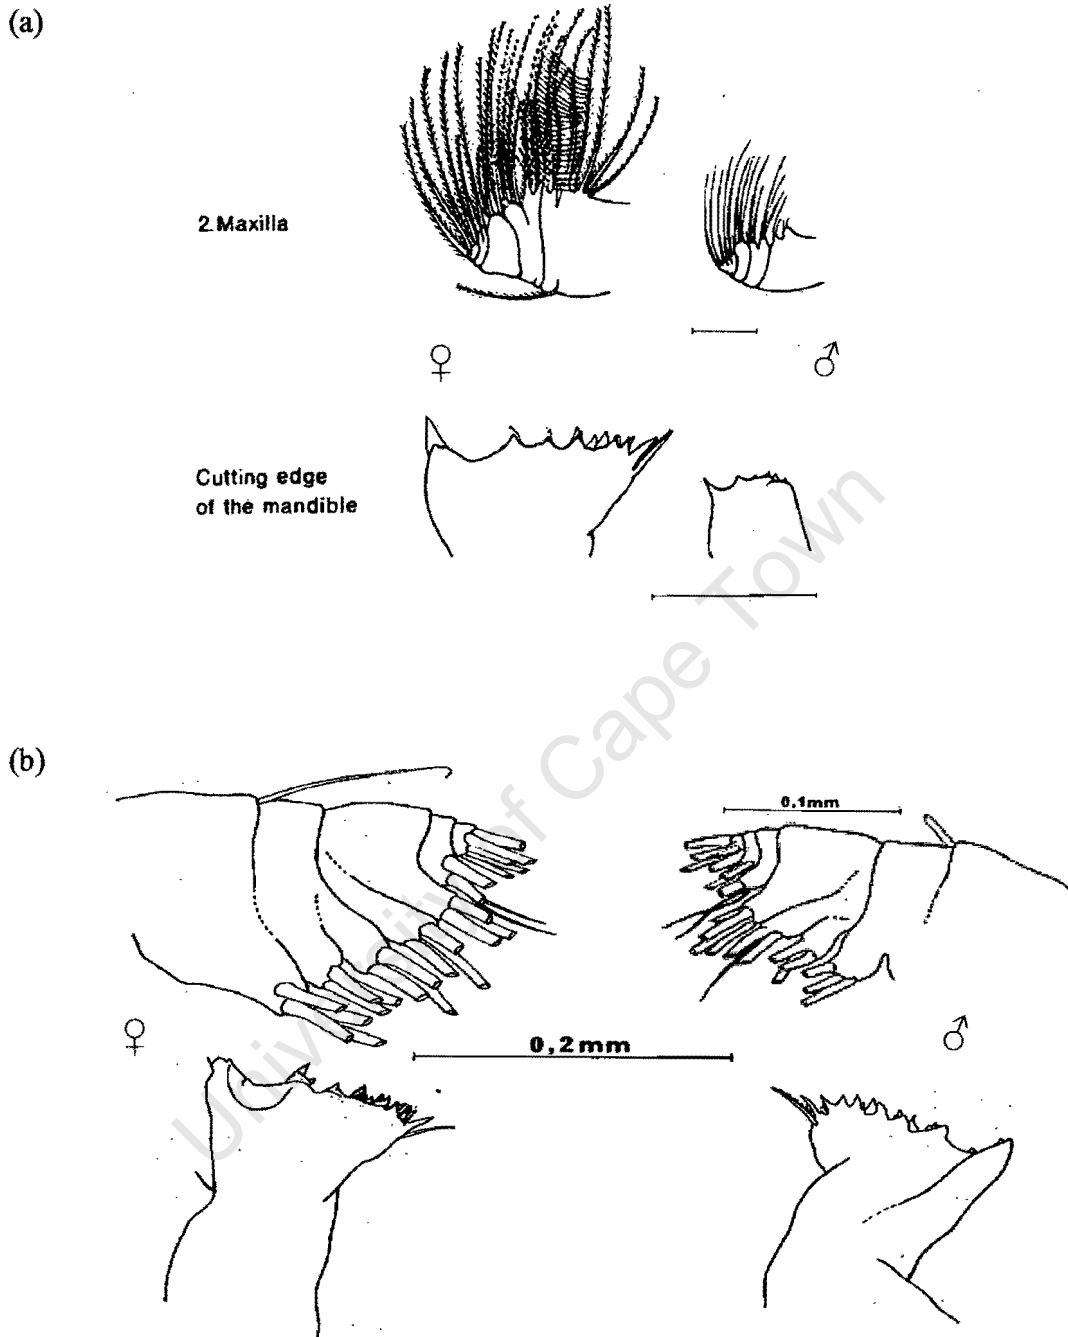 (a)
2.Maxilla
♀
♂
Cutting edge
of the mandible
(b)
0,1mm
♀
♂
0,2mm
University of Cape Town